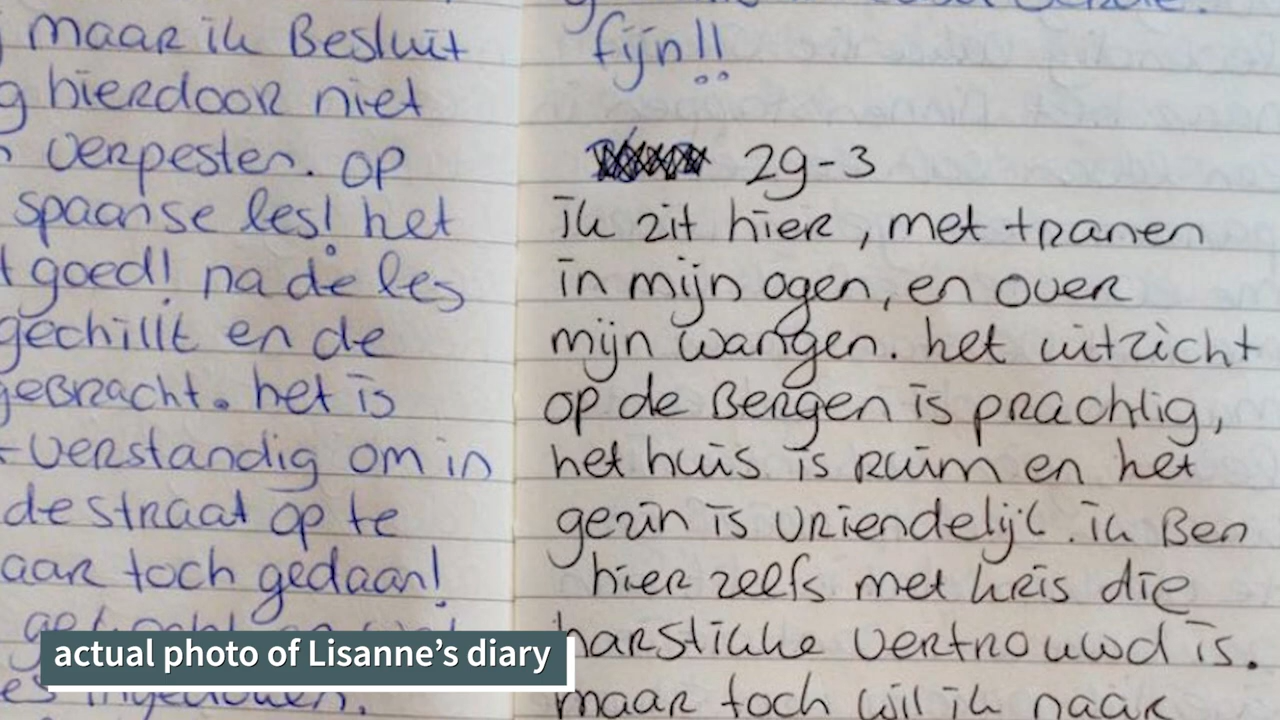 maar ik Besluit
hierdoor niet
verpesten. op
spaanse les! het
goed! na de les
gechillt en de
geBracht. het is
verstandig om in
de straat op te
toch gedaan!
fijn!!
29-3
ik zit hier, met tranen
in mijn ogen, en over
mijn wangen. het uitzicht
op de Bergen is prachtig,
het huis is ruim en het
gezin is vriendelijk. ik Ben
hier zelfs met kris die
harstikke vertrouwd is.
maar toch wil ik naar
actual photo of Lisanne's diary